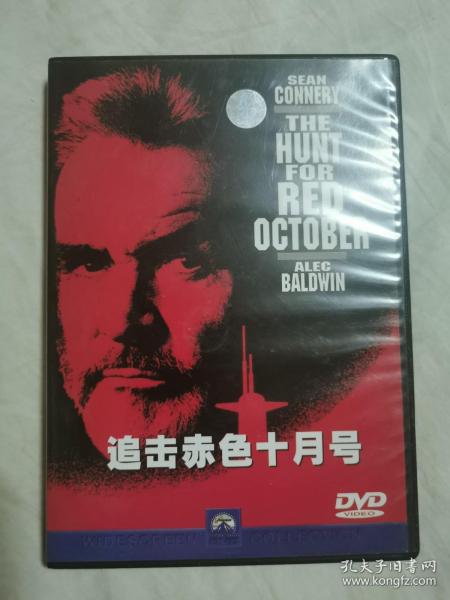 SEAN
CONNERY
THE
HUNT
FOR
RED
OCTOBER
ALEC
BALDWIN
追击赤色十月号
DVD
VIDEO
WIDESCREEN COLLECTION
孔夫子旧书网
www.kongfz.com